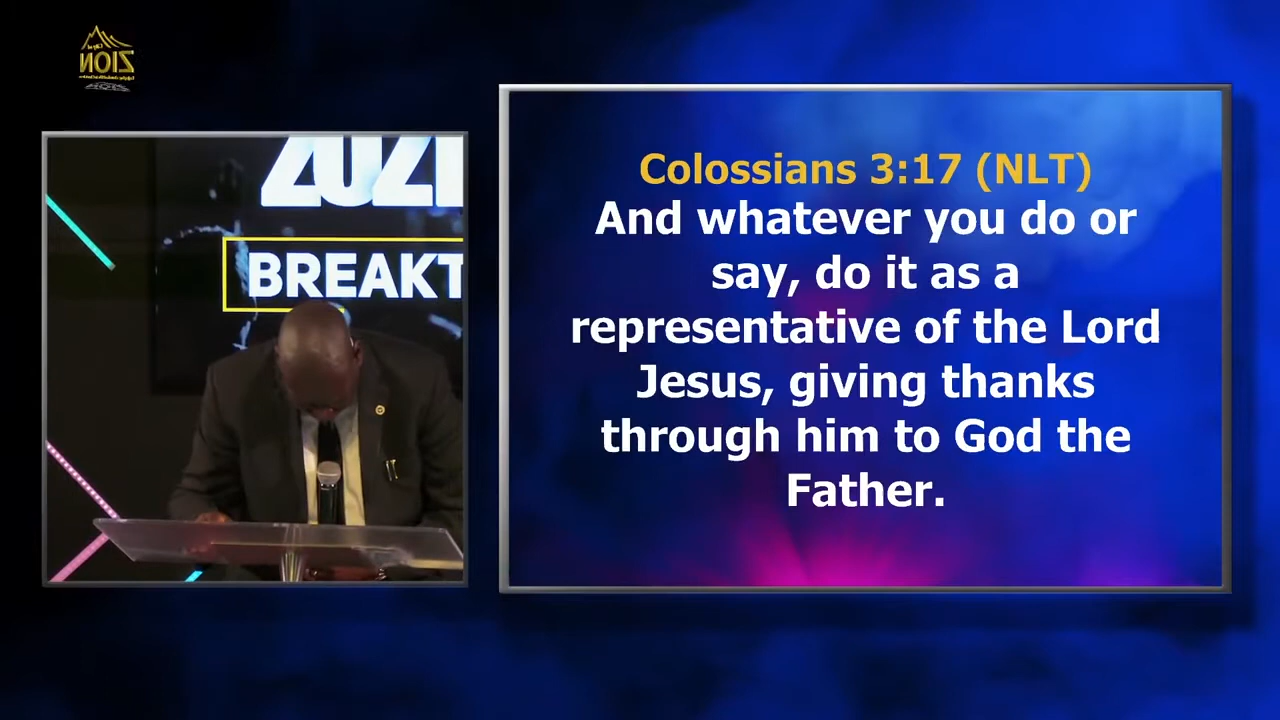 ZION
2021
BREAKT
Colossians 3:17 (NLT)
And whatever you do or
say, do it as a
representative of the Lord
Jesus, giving thanks
through him to God the
Father.